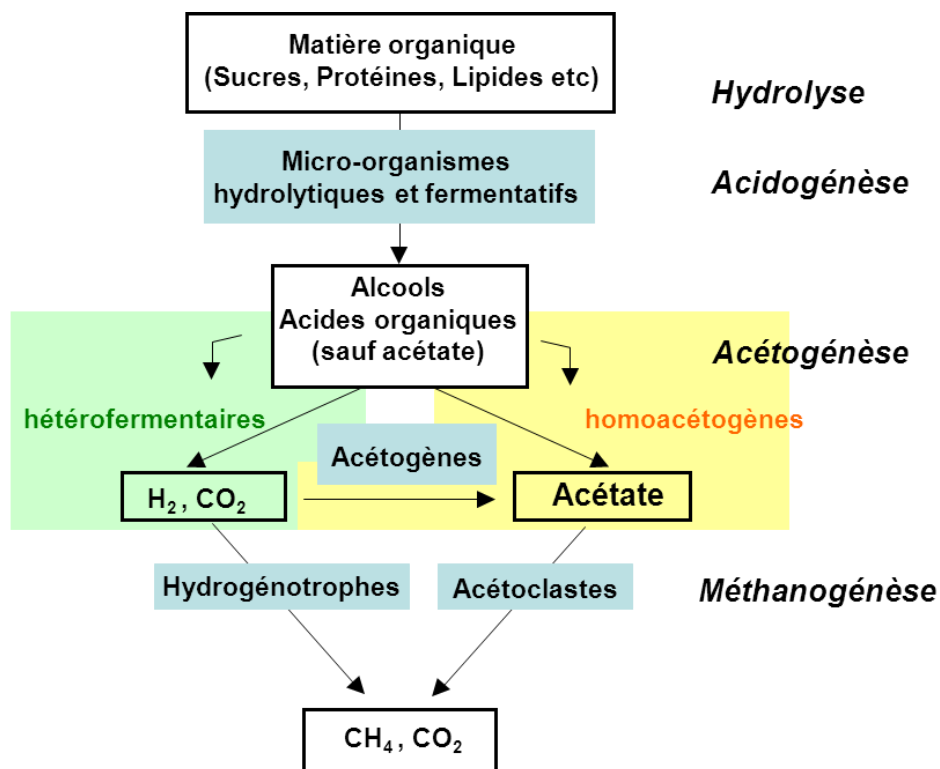 Matière organique
(Sucres, Protéines, Lipides etc)
Hydrolyse
Micro-organismes
hydrolytiques et fermentatifs
Acidogénèse
Alcools
Acides organiques
(sauf acétate)
Acétogénèse
hétérofermentaires
homoacétogènes
Acétogènes
H₂ , CO₂
Acétate
Hydrogénotrophes
Acétoclastes
Méthanogénèse
CH₄ , CO₂